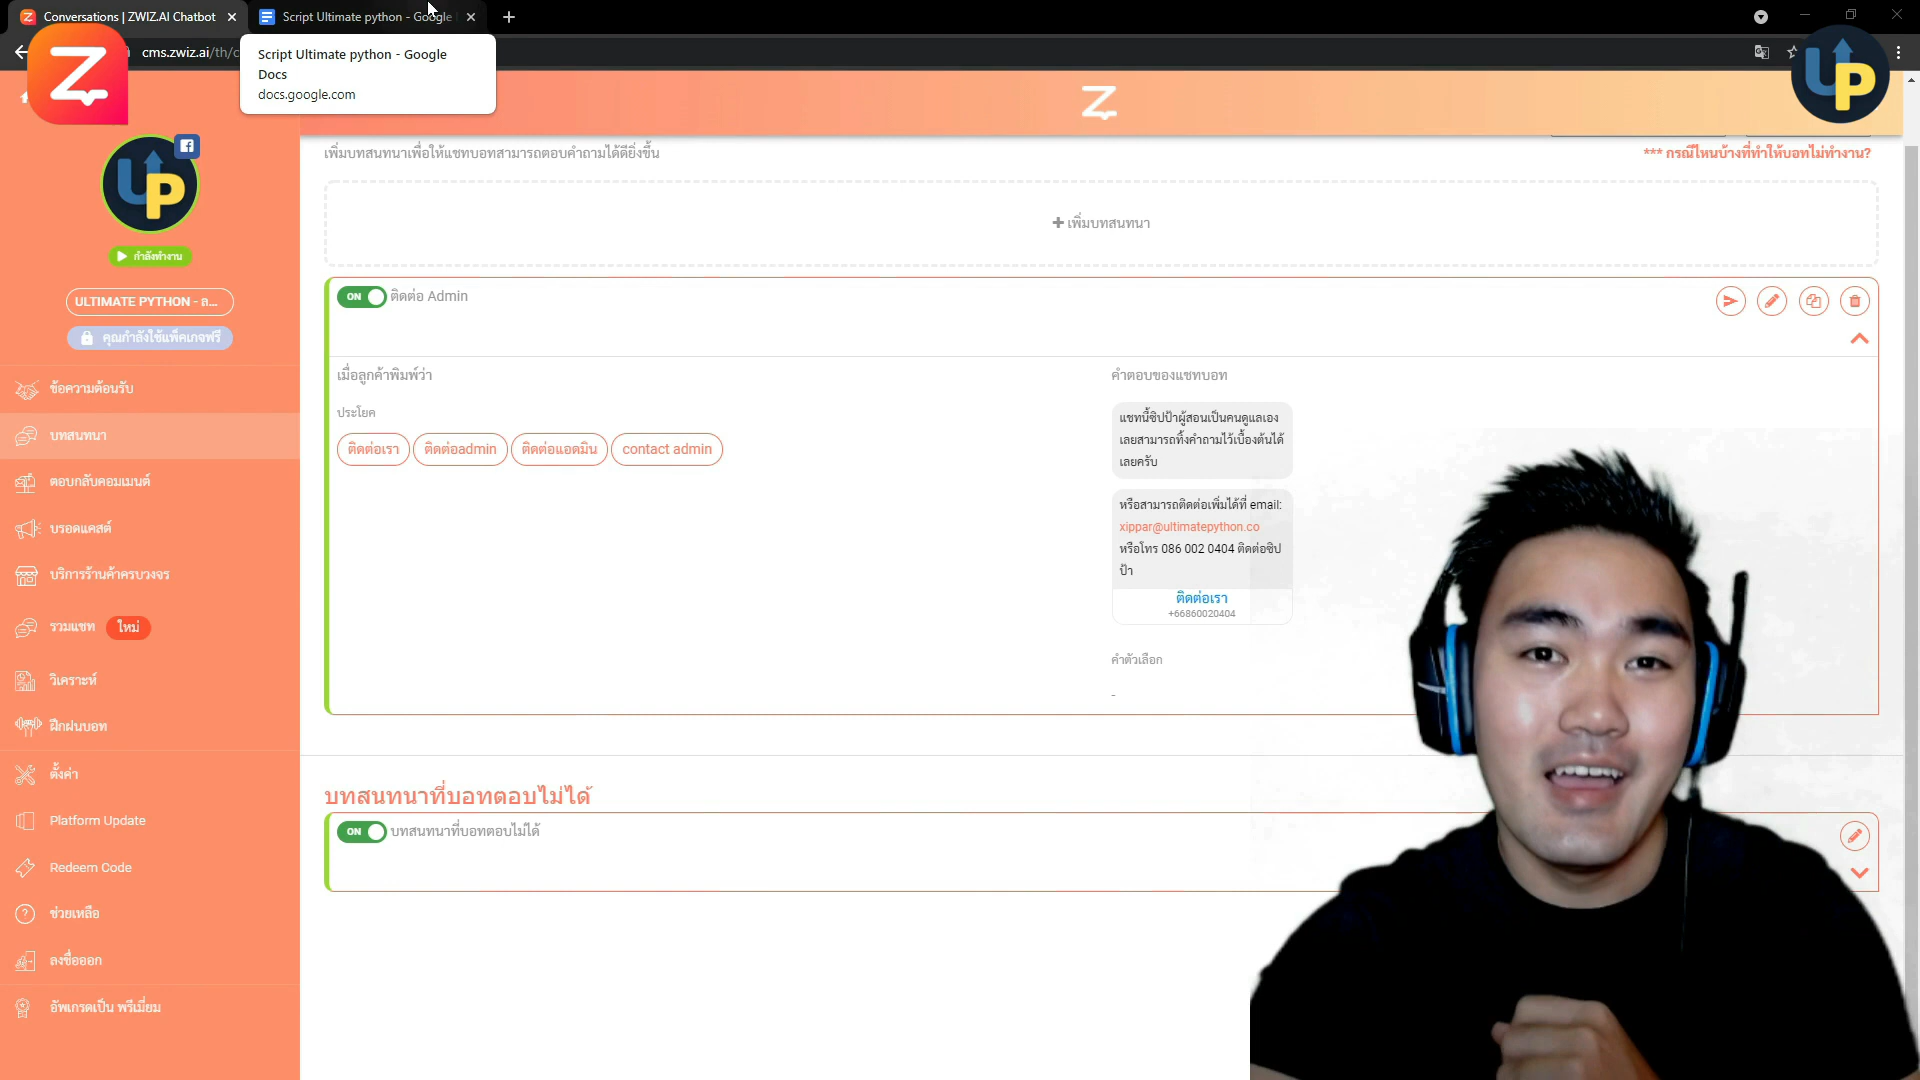 Conversations | ZWIZ.AI Chatbot
Script Ultimate python - Google
cms.zwiz.ai/th/c
Script Ultimate python - Google
Docs
docs.google.com
UP
UP
กำลังทำงาน
ULTIMATE PYTHON - ล...
คุณกำลังใช้แพ็คเกจฟรี
ข้อความต้อนรับ
บทสนทนา
ตอบกลับคอมเมนต์
บรอดแคสต์
บริการร้านค้าครบวงจร
รวมแชท
ใหม่
วิเคราะห์
ฝึกฝนบอท
ตั้งค่า
Platform Update
Redeem Code
ช่วยเหลือ
ลงชื่อออก
อัพเกรดเป็น พรีเมี่ยม
เพิ่มบทสนทนาเพื่อให้แชทบอทสามารถตอบคำถามได้ดียิ่งขึ้น
*** กรณีไหนบ้างที่ทำให้บอทไม่ทำงาน?
+ เพิ่มบทสนทนา
ON ติดต่อ Admin
เมื่อลูกค้าพิมพ์ว่า
ประโยค
ติดต่อเรา
ติดต่อadmin
ติดต่อแอดมิน
contact admin
คำตอบของแชทบอท
แชทนี้ซิปป้าผู้สอนเป็นคนดูแลเอง
เลยสามารถทิ้งคำถามไว้เบื้องต้นได้
เลยครับ
หรือสามารถติดต่อเพิ่มได้ที่ email:
xippar@ultimatepython.co
หรือโทร 086 002 0404 ติดต่อซิป
ป้า
ติดต่อเรา
+66860020404
คำตัวเลือก
-
บทสนทนาที่บอทตอบไม่ได้
ON บทสนทนาที่บอทตอบไม่ได้